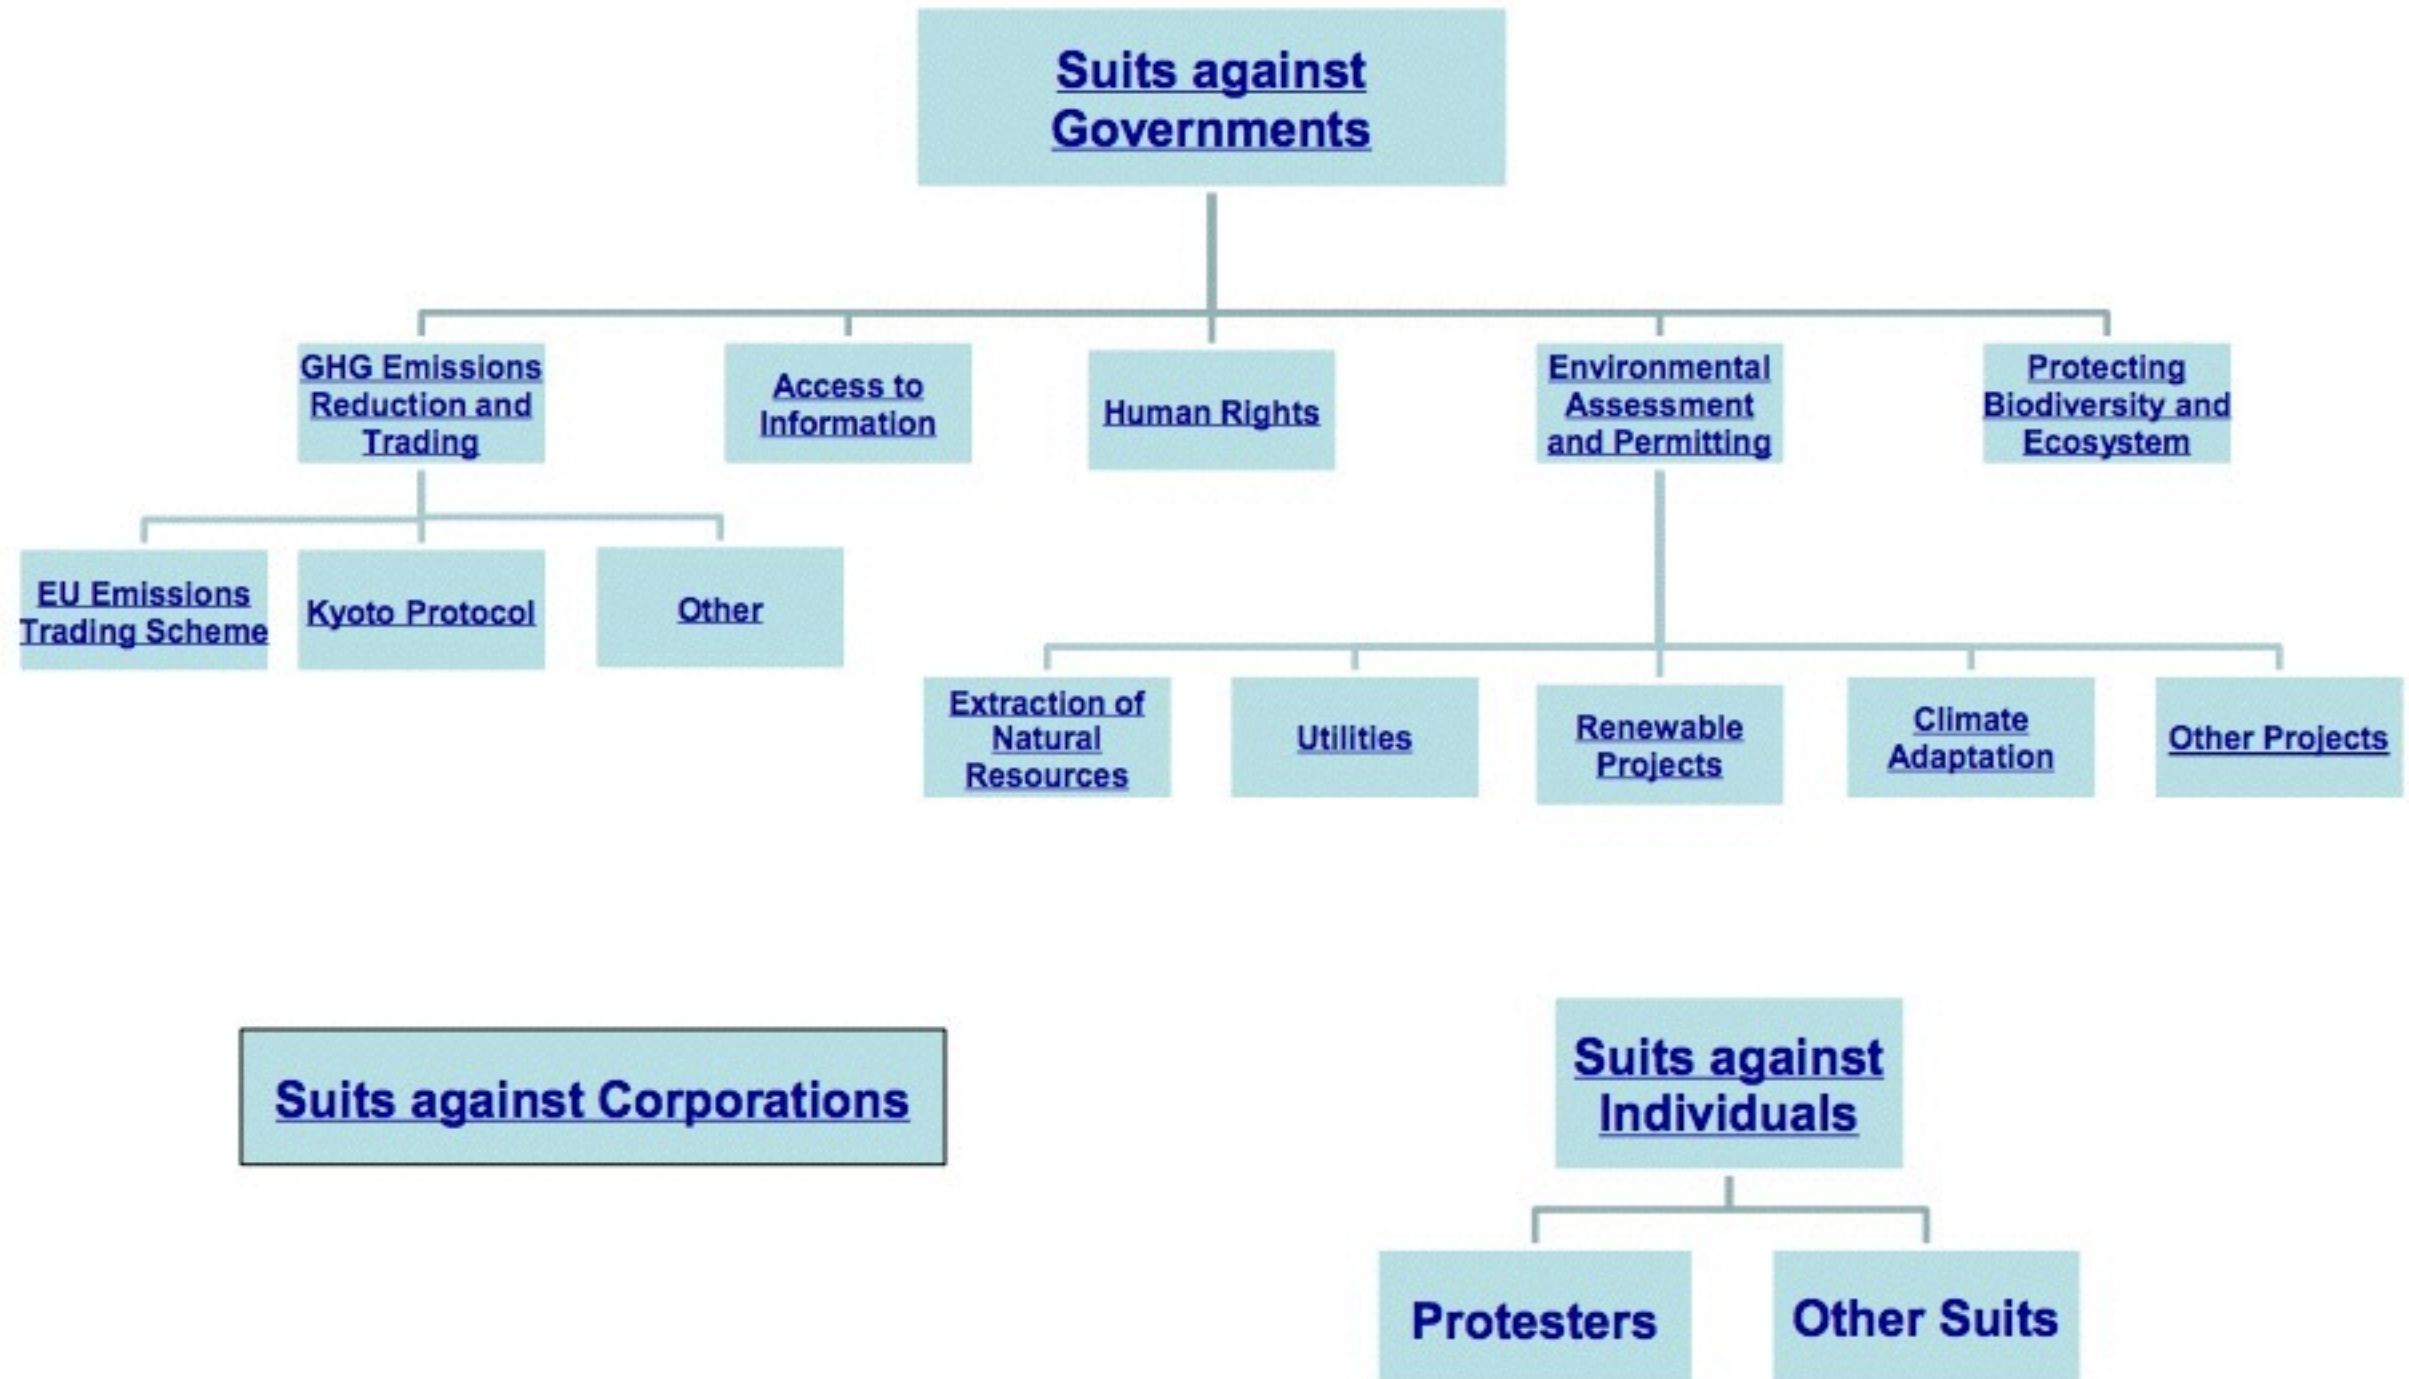 Suits against
Governments
GHG Emissions
Reduction and
Trading
Access to
Information
Human Rights
Environmental
Assessment
and Permitting
Protecting
Biodiversity and
Ecosystem
EU Emissions
Trading Scheme
Kyoto Protocol
Other
Extraction of
Natural
Resources
Utilities
Renewable
Projects
Climate
Adaptation
Other Projects
Suits against Corporations
Suits against
Individuals
Protesters
Other Suits